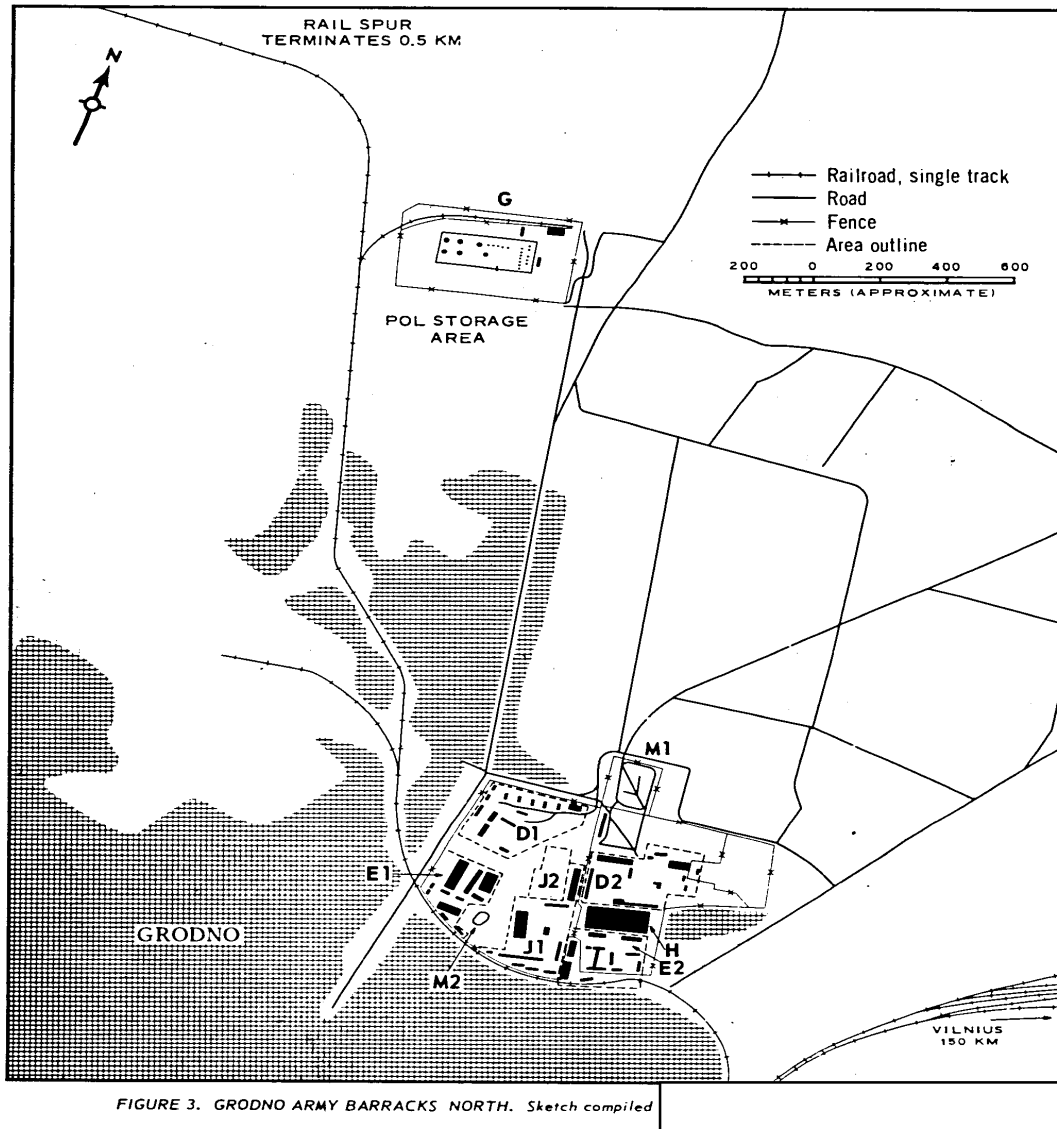 RAIL SPUR
TERMINATES 0.5 KM
N
G
Railroad, single track
Road
Fence
Area outline
200 0 200 400 600
METERS (APPROXIMATE)
POL STORAGE
AREA
M1
D1
E1
J2
D2
GRODNO
J1
H
E2
M2
VILNIUS
150 KM
FIGURE 3. GRODNO ARMY BARRACKS NORTH. Sketch compiled